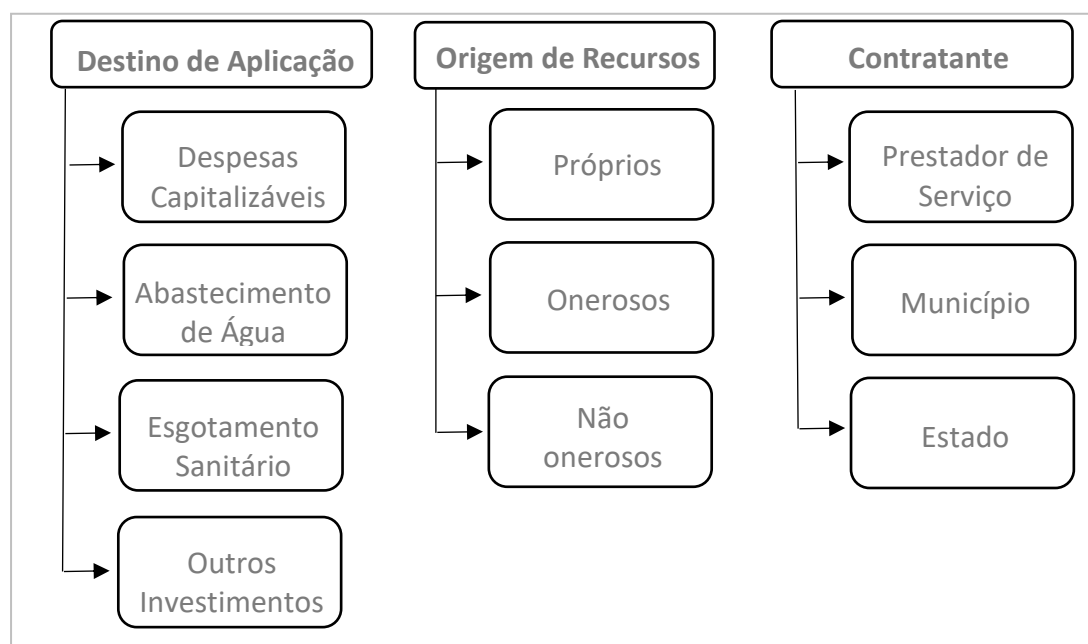 Destino de Aplicação
Despesas
Capitalizáveis
Abastecimento
de Água
Esgotamento
Sanitário
Outros
Investimentos
Origem de Recursos
Próprios
Onerosos
Não
onerosos
Contratante
Prestador de
Serviço
Município
Estado